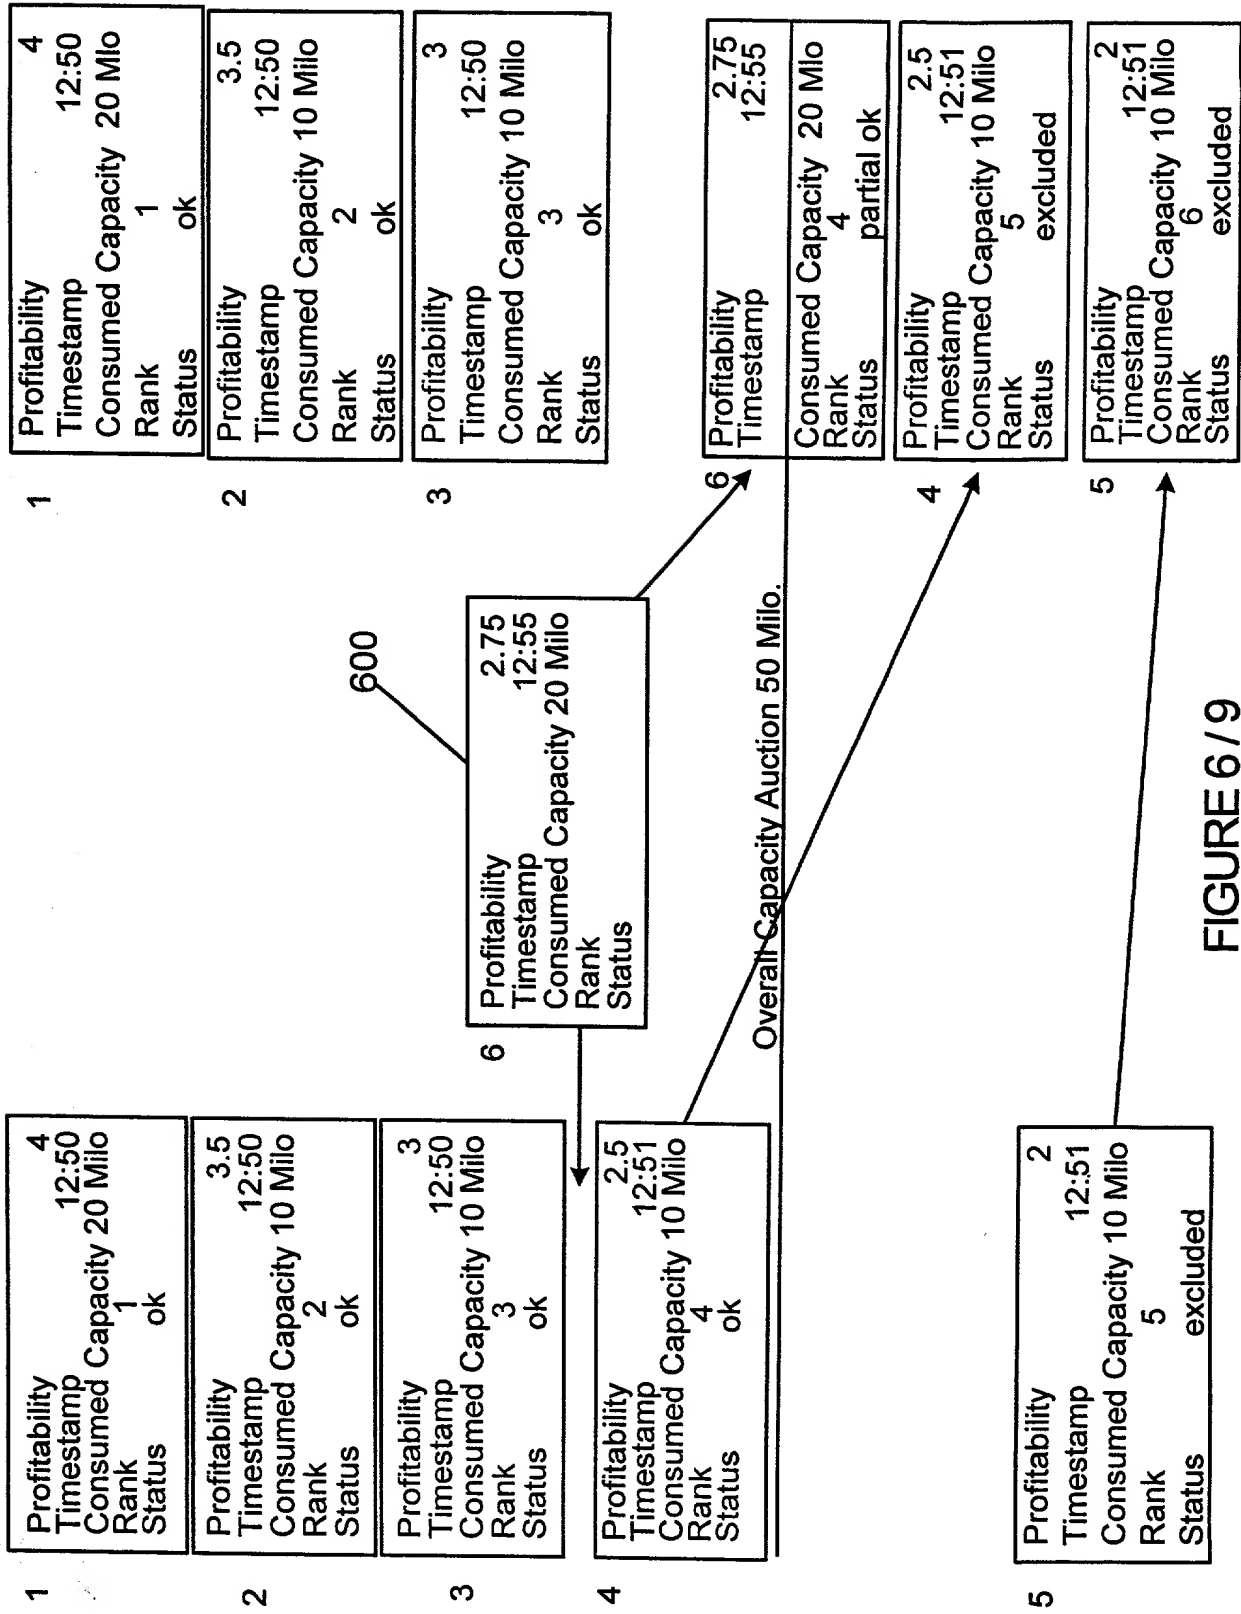 1
Profitability 4
Timestamp 12:50
Consumed Capacity 20 Milo
Rank 1
Status ok
2
Profitability 3.5
Timestamp 12:50
Consumed Capacity 10 Milo
Rank 2
Status ok
3
Profitability 3
Timestamp 12:50
Consumed Capacity 10 Milo
Rank 3
Status ok
4
Profitability 2.5
Timestamp 12:51
Consumed Capacity 10 Milo
Rank 4
Status ok
5
Profitability 2
Timestamp 12:51
Consumed Capacity 10 Milo
Rank 5
Status excluded
600
6
Profitability 2.75
Timestamp 12:55
Consumed Capacity 20 Milo
Rank
Status
Overall Capacity Auction 50 Milo.
1
Profitability 4
Timestamp 12:50
Consumed Capacity 20 Mlo
Rank 1
Status ok
2
Profitability 3.5
Timestamp 12:50
Consumed Capacity 10 Milo
Rank 2
Status ok
3
Profitability 3
Timestamp 12:50
Consumed Capacity 10 Milo
Rank 3
Status ok
6
Profitability 2.75
Timestamp 12:55
Consumed Capacity 20 Mlo
Rank 4
Status partial ok
4
Profitability 2.5
Timestamp 12:51
Consumed Capacity 10 Milo
Rank 5
Status excluded
5
Profitability 2
Timestamp 12:51
Consumed Capacity 10 Milo
Rank 6
Status excluded
FIGURE 6 / 9